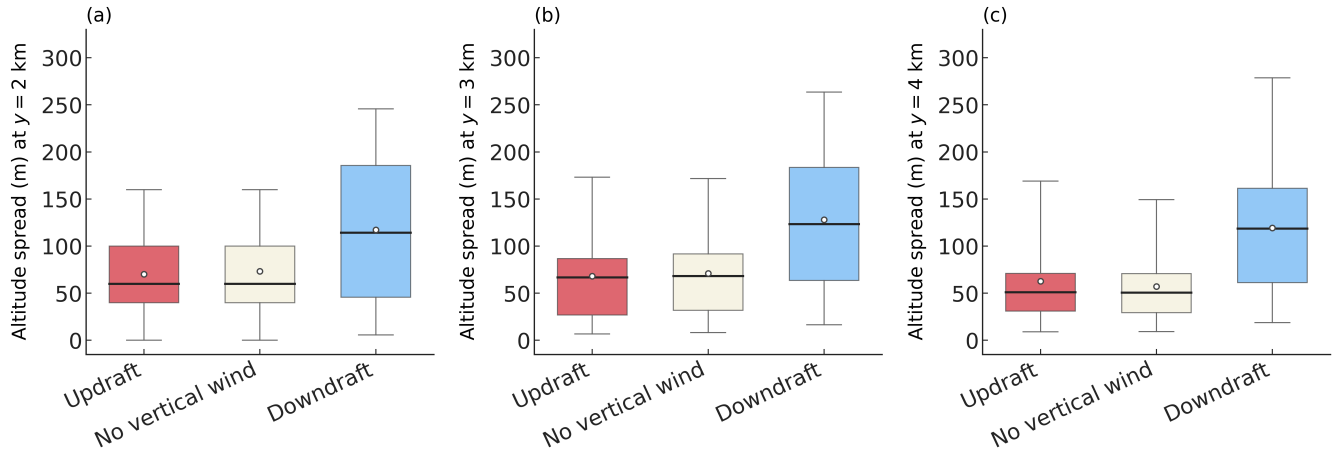 (a)
Altitude spread (m) at y = 2 km
300
250
200
150
100
50
0
Updraft
No vertical wind
Downdraft
(b)
Altitude spread (m) at y = 3 km
300
250
200
150
100
50
0
Updraft
No vertical wind
Downdraft
(c)
Altitude spread (m) at y = 4 km
300
250
200
150
100
50
0
Updraft
No vertical wind
Downdraft